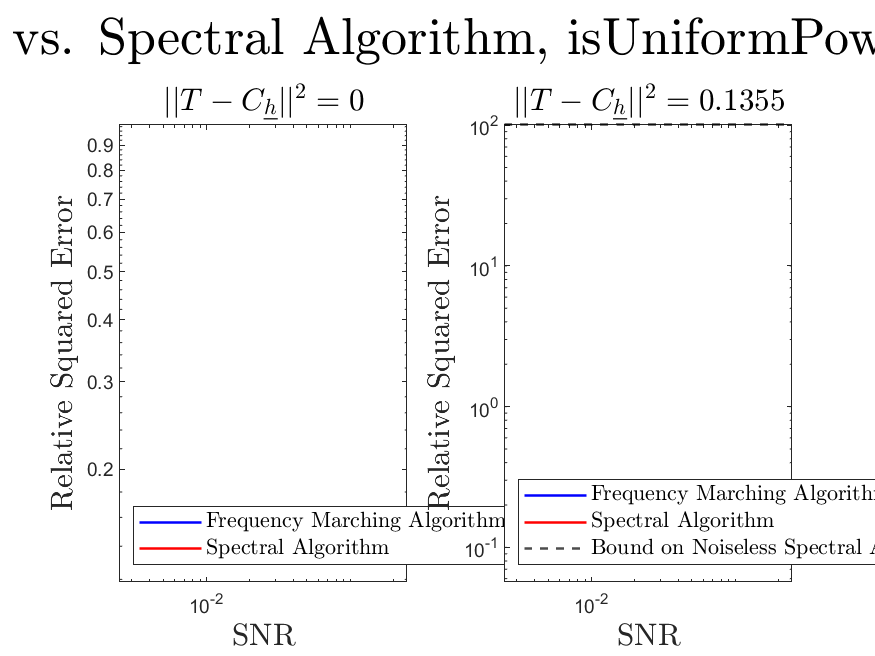 vs. Spectral Algorithm, isUniformPow
||T − C_h||² = 0
||T − C_h||² = 0.1355
Relative Squared Error
0.9
0.8
0.7
0.6
0.5
0.4
0.3
0.2
Frequency Marching Algorithm
Spectral Algorithm
10^-2
SNR
Relative Squared Error
10^2
10^1
10^0
10^-1
Frequency Marching Algorith
Spectral Algorithm
Bound on Noiseless Spectral A
10^-2
SNR